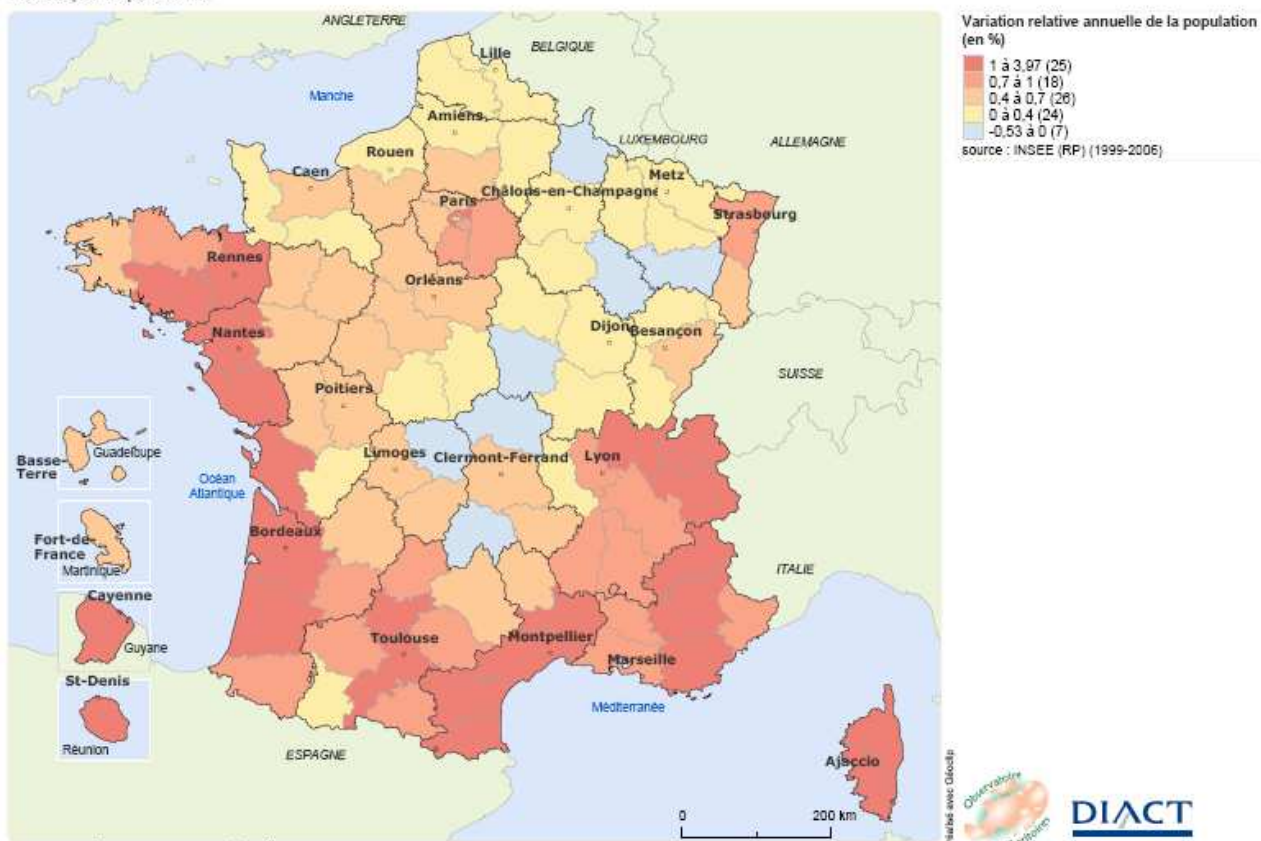 ANGLETERRE
BELGIQUE
Lille
Manche
Amiens
LUXEMBOURG
ALLEMAGNE
Rouen
Caen
Metz
Châlons-en-Champagne
Paris
Strasbourg
Rennes
Orléans
Nantes
Dijon
Besançon
SUISSE
Poitiers
Guadeloupe
Basse-
Terre
Limoges
Clermont-Ferrand
Lyon
Océan
Atlantique
Bordeaux
Fort-de-
France
Martinique
ITALIE
Cayenne
Guyane
Toulouse
Montpellier
Marseille
St-Denis
Réunion
Méditerranée
ESPAGNE
Ajaccio
0 200 km
Variation relative annuelle de la population
(en %)
1 à 3,97 (25)
0,7 à 1 (18)
0,4 à 0,7 (26)
0 à 0,4 (24)
-0,53 à 0 (7)
source : INSEE (RP) (1999-2006)
réalisé avec Géoclip
Observatoire
DIACT